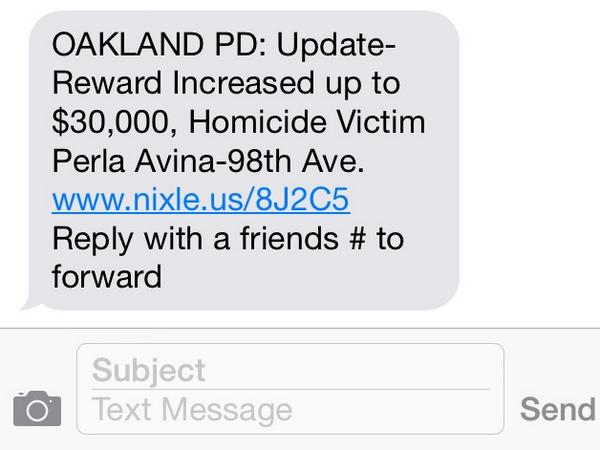 OAKLAND PD: Update-
Reward Increased up to
$30,000, Homicide Victim
Perla Avina-98th Ave.
www.nixle.us/8J2C5
Reply with a friends # to
forward
Subject
Text Message
Send